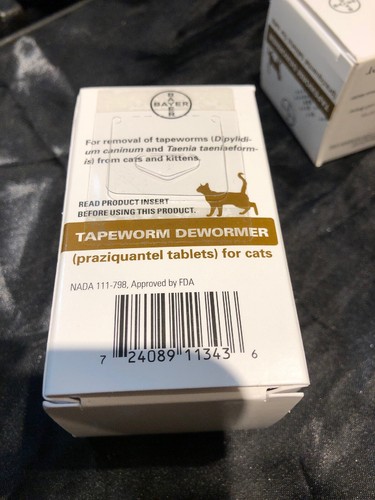 BAYER
BAYER
For removal of tapeworms (Dipylidi-
um caninum and Taenia taeniaeform-
is) from cats and kittens.
READ PRODUCT INSERT
BEFORE USING THIS PRODUCT.
TAPEWORM DEWORMER
(praziquantel tablets) for cats
NADA 111-798, Approved by FDA
7 24089 11343 6